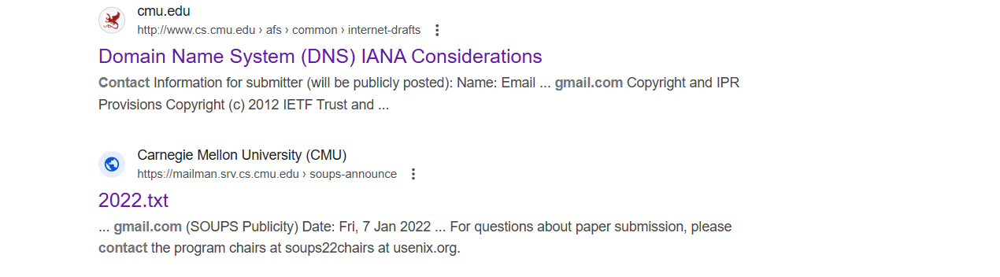 cmu.edu
http://www.cs.cmu.edu › afs › common › internet-drafts
Domain Name System (DNS) IANA Considerations
Contact Information for submitter (will be publicly posted): Name: Email ... gmail.com Copyright and IPR
Provisions Copyright (c) 2012 IETF Trust and ...
Carnegie Mellon University (CMU)
https://mailman.srv.cs.cmu.edu › soups-announce
2022.txt
... gmail.com (SOUPS Publicity) Date: Fri, 7 Jan 2022 ... For questions about paper submission, please
contact the program chairs at soups22chairs at usenix.org.